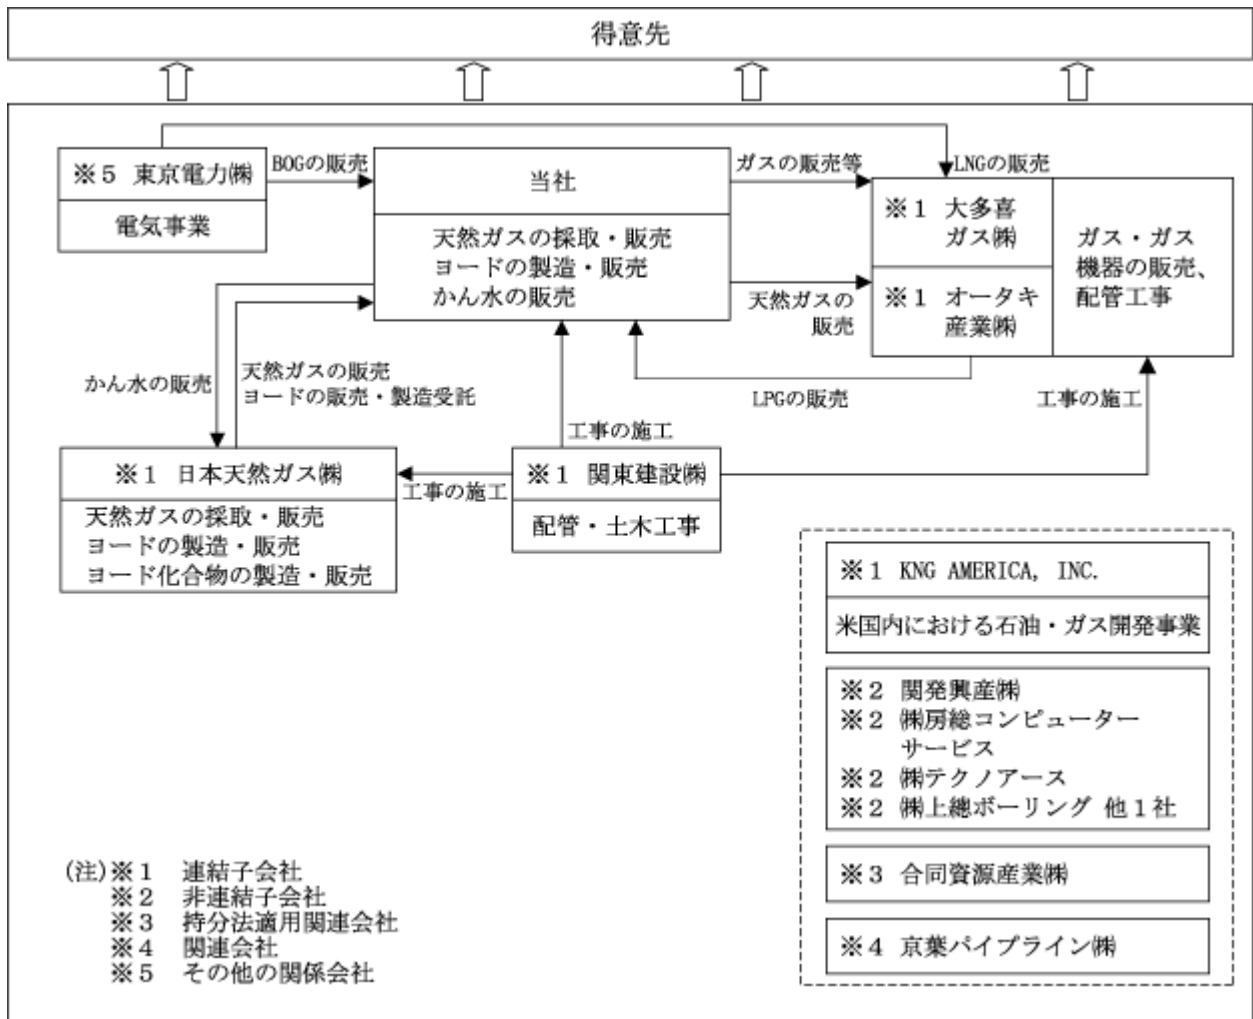 得意先
※5 東京電力㈱
電気事業
BOGの販売
当社
天然ガスの採取・販売
ヨードの製造・販売
かん水の販売
ガスの販売等
LNGの販売
※1 大多喜
ガス㈱
※1 オータキ
産業㈱
ガス・ガス
機器の販売、
配管工事
天然ガスの
販売
かん水の販売
天然ガスの販売
ヨードの販売・製造受託
LPGの販売
工事の施工
工事の施工
工事の施工
※1 日本天然ガス㈱
天然ガスの採取・販売
ヨードの製造・販売
ヨード化合物の製造・販売
※1 関東建設㈱
配管・土木工事
※1 KNG AMERICA, INC.
米国内における石油・ガス開発事業
※2 関発興産㈱
※2 ㈱房総コンピューター
サービス
※2 ㈱テクノアース
※2 ㈱上總ボーリング 他1社
※3 合同資源産業㈱
※4 京葉パイプライン㈱
(注)※1 連結子会社
※2 非連結子会社
※3 持分法適用関連会社
※4 関連会社
※5 その他の関係会社